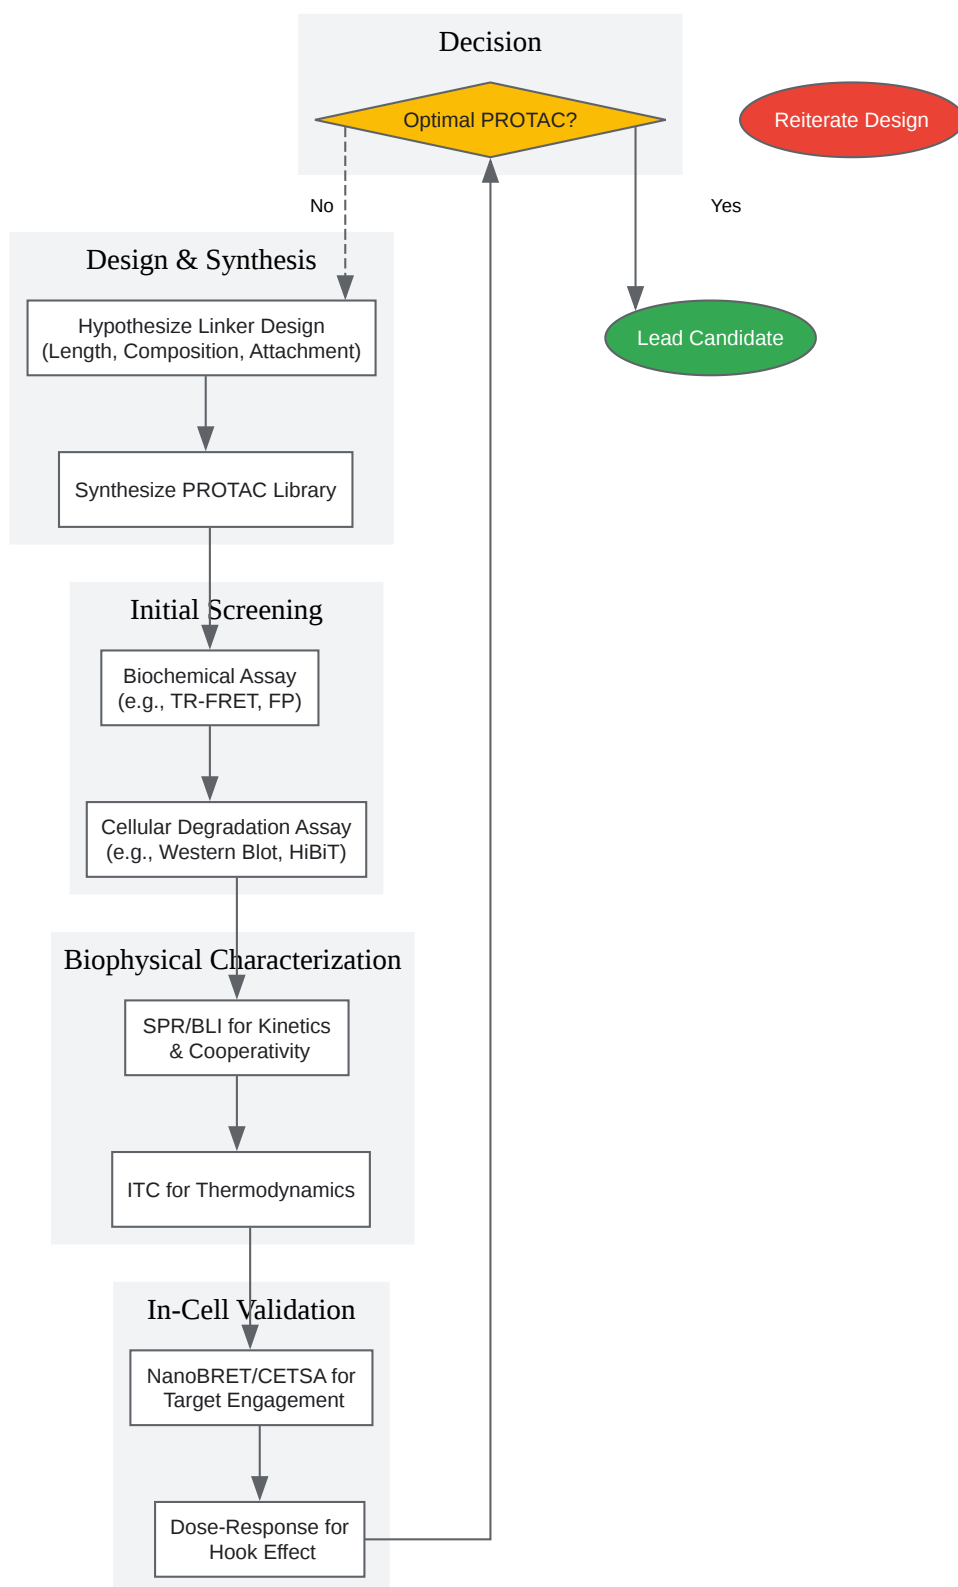 Decision
Optimal PROTAC?
Reiterate Design
No
Yes
Design & Synthesis
Hypothesize Linker Design
(Length, Composition, Attachment)
Lead Candidate
Synthesize PROTAC Library
Initial Screening
Biochemical Assay
(e.g., TR-FRET, FP)
Cellular Degradation Assay
(e.g., Western Blot, HiBiT)
Biophysical Characterization
SPR/BLI for Kinetics
& Cooperativity
ITC for Thermodynamics
In-Cell Validation
NanoBRET/CETSA for
Target Engagement
Dose-Response for
Hook Effect